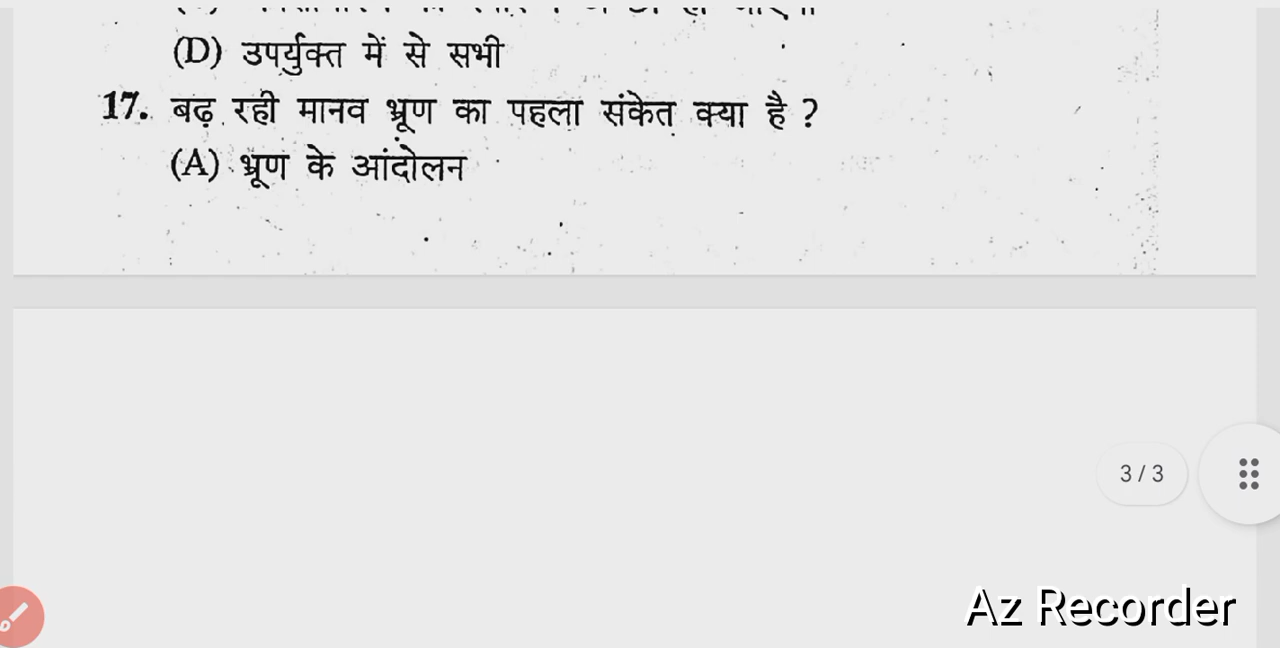 (D) उपर्युक्त में से सभी
17. बढ़ रही मानव भ्रूण का पहला संकेत क्या है ?
(A) भ्रूण के आंदोलन
3 / 3
Az Recorder